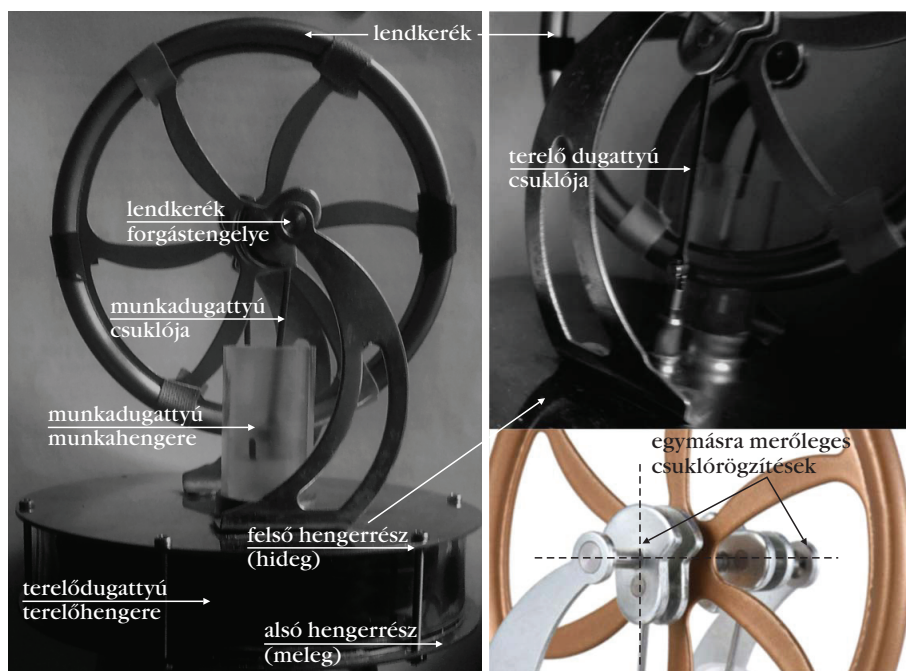 lendkerék
lendkerék
forgástengelye
munkadugattyú
csuklója
munkadugattyú
munkahengere
felső hengerrész
(hideg)
terelődugattyú
terelőhengere
alsó hengerrész
(meleg)
terelő dugattyú
csuklója
egymásra merőleges
csuklórögzítések